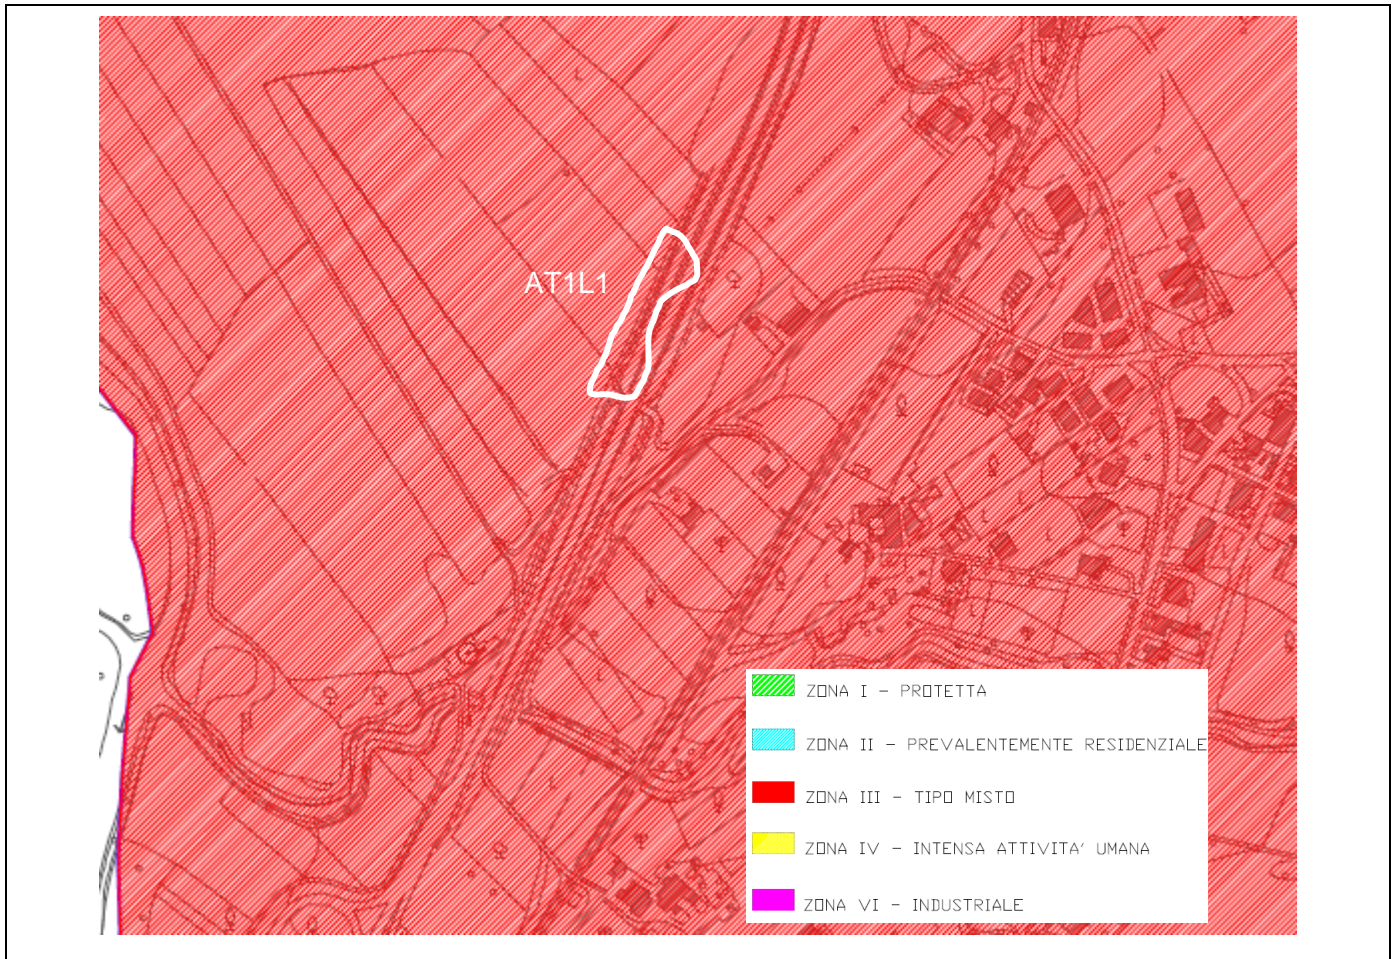 AT1L1
ZONA I - PROTETTA
ZONA II - PREVALENTEMENTE RESIDENZIALE
ZONA III - TIPO MISTO
ZONA IV - INTENSA ATTIVITA' UMANA
ZONA VI - INDUSTRIALE